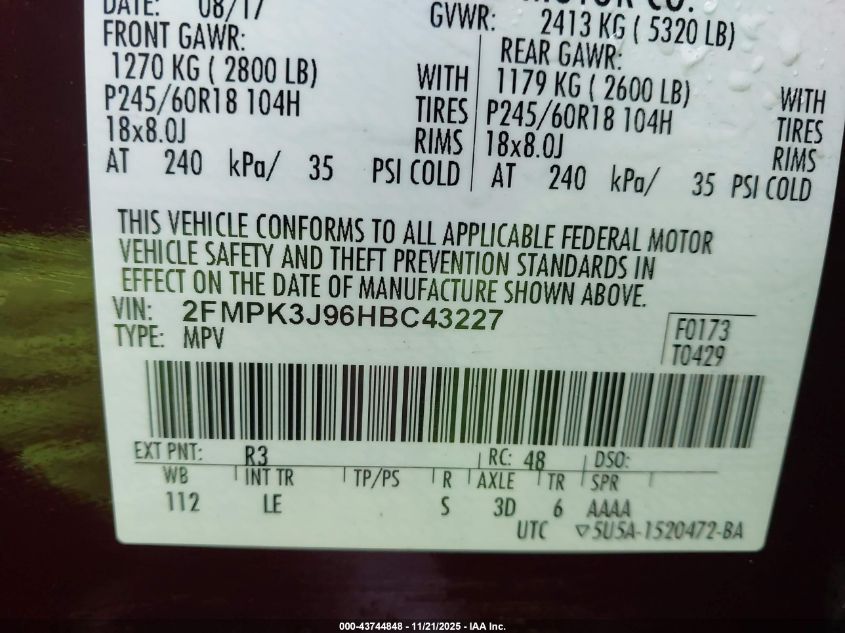 DATE: 08/17
MOTOR CO.
GVWR: 2413 KG ( 5320 LB)
FRONT GAWR:
1270 KG ( 2800 LB) WITH
P245/60R18 104H TIRES
18x8.0J RIMS
AT 240 kPa/ 35 PSI COLD
REAR GAWR:
1179 KG ( 2600 LB) WITH
P245/60R18 104H TIRES
18x8.0J RIMS
AT 240 kPa/ 35 PSI COLD
THIS VEHICLE CONFORMS TO ALL APPLICABLE FEDERAL MOTOR
VEHICLE SAFETY AND THEFT PREVENTION STANDARDS IN
EFFECT ON THE DATE OF MANUFACTURE SHOWN ABOVE.
VIN: 2FMPK3J96HBC43227
TYPE: MPV
F0173
T0429
EXT PNT: R3 RC: 48 DSO:
WB INT TR TP/PS R AXLE TR SPR
112 LE S 3D 6 AAAA
UTC ▽5U5A-1520472-BA
000-43744848 - 11/21/2025 - IAA Inc.